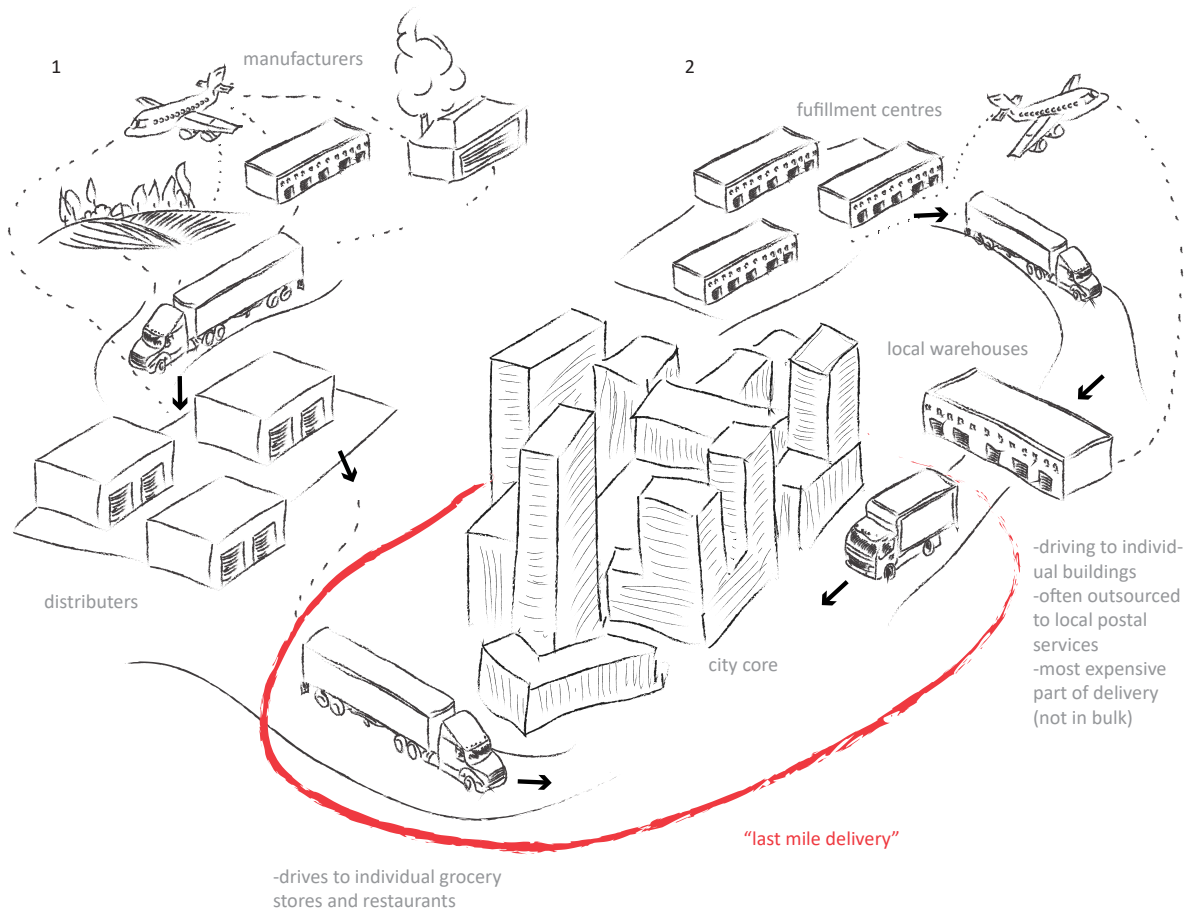 1
manufacturers
distributers
-drives to individual grocery
stores and restaurants
2
fufillment centres
local warehouses
-driving to individ-
ual buildings
-often outsourced
to local postal
services
-most expensive
part of delivery
(not in bulk)
city core
“last mile delivery”